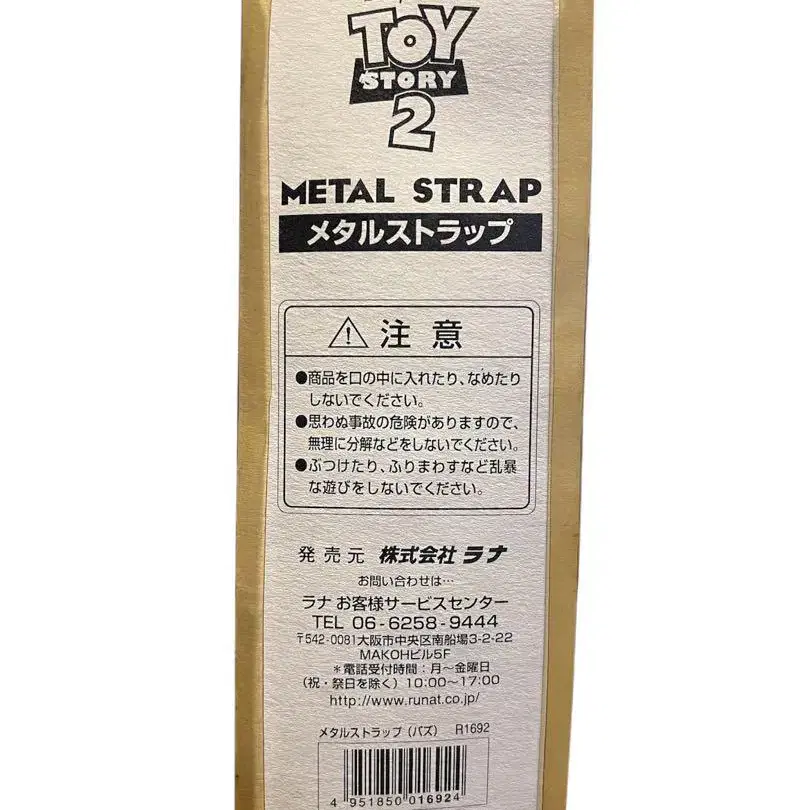 TOY
STORY
2
METAL STRAP
メタルストラップ
注意
●商品を口の中に入れたり、なめたり
しないでください。
●思わぬ事故の危険がありますので、
無理に分解などをしないでください。
●ぶつけたり、ふりまわすなど乱暴
な遊びをしないでください。
発売元 株式会社 ラナ
お問い合わせは…
ラナ お客様サービスセンター
TEL 06-6258-9444
〒542-0081大阪市中央区南船場3-2-22
MAKOHビル5F
＊電話受付時間：月〜金曜日
（祝・祭日を除く）10:00〜17:00
http://www.runat.co.jp/
メタルストラップ（バズ） R1692
4 951850 016924